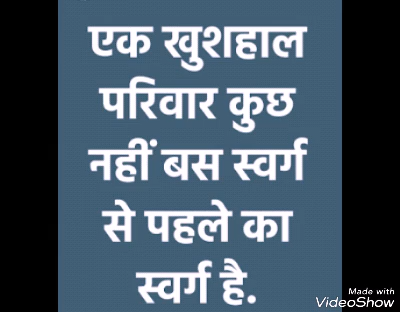 एक खुशहाल
परिवार कुछ
नहीं बस स्वर्ग
से पहले का
स्वर्ग है.
Made with
VideoShow